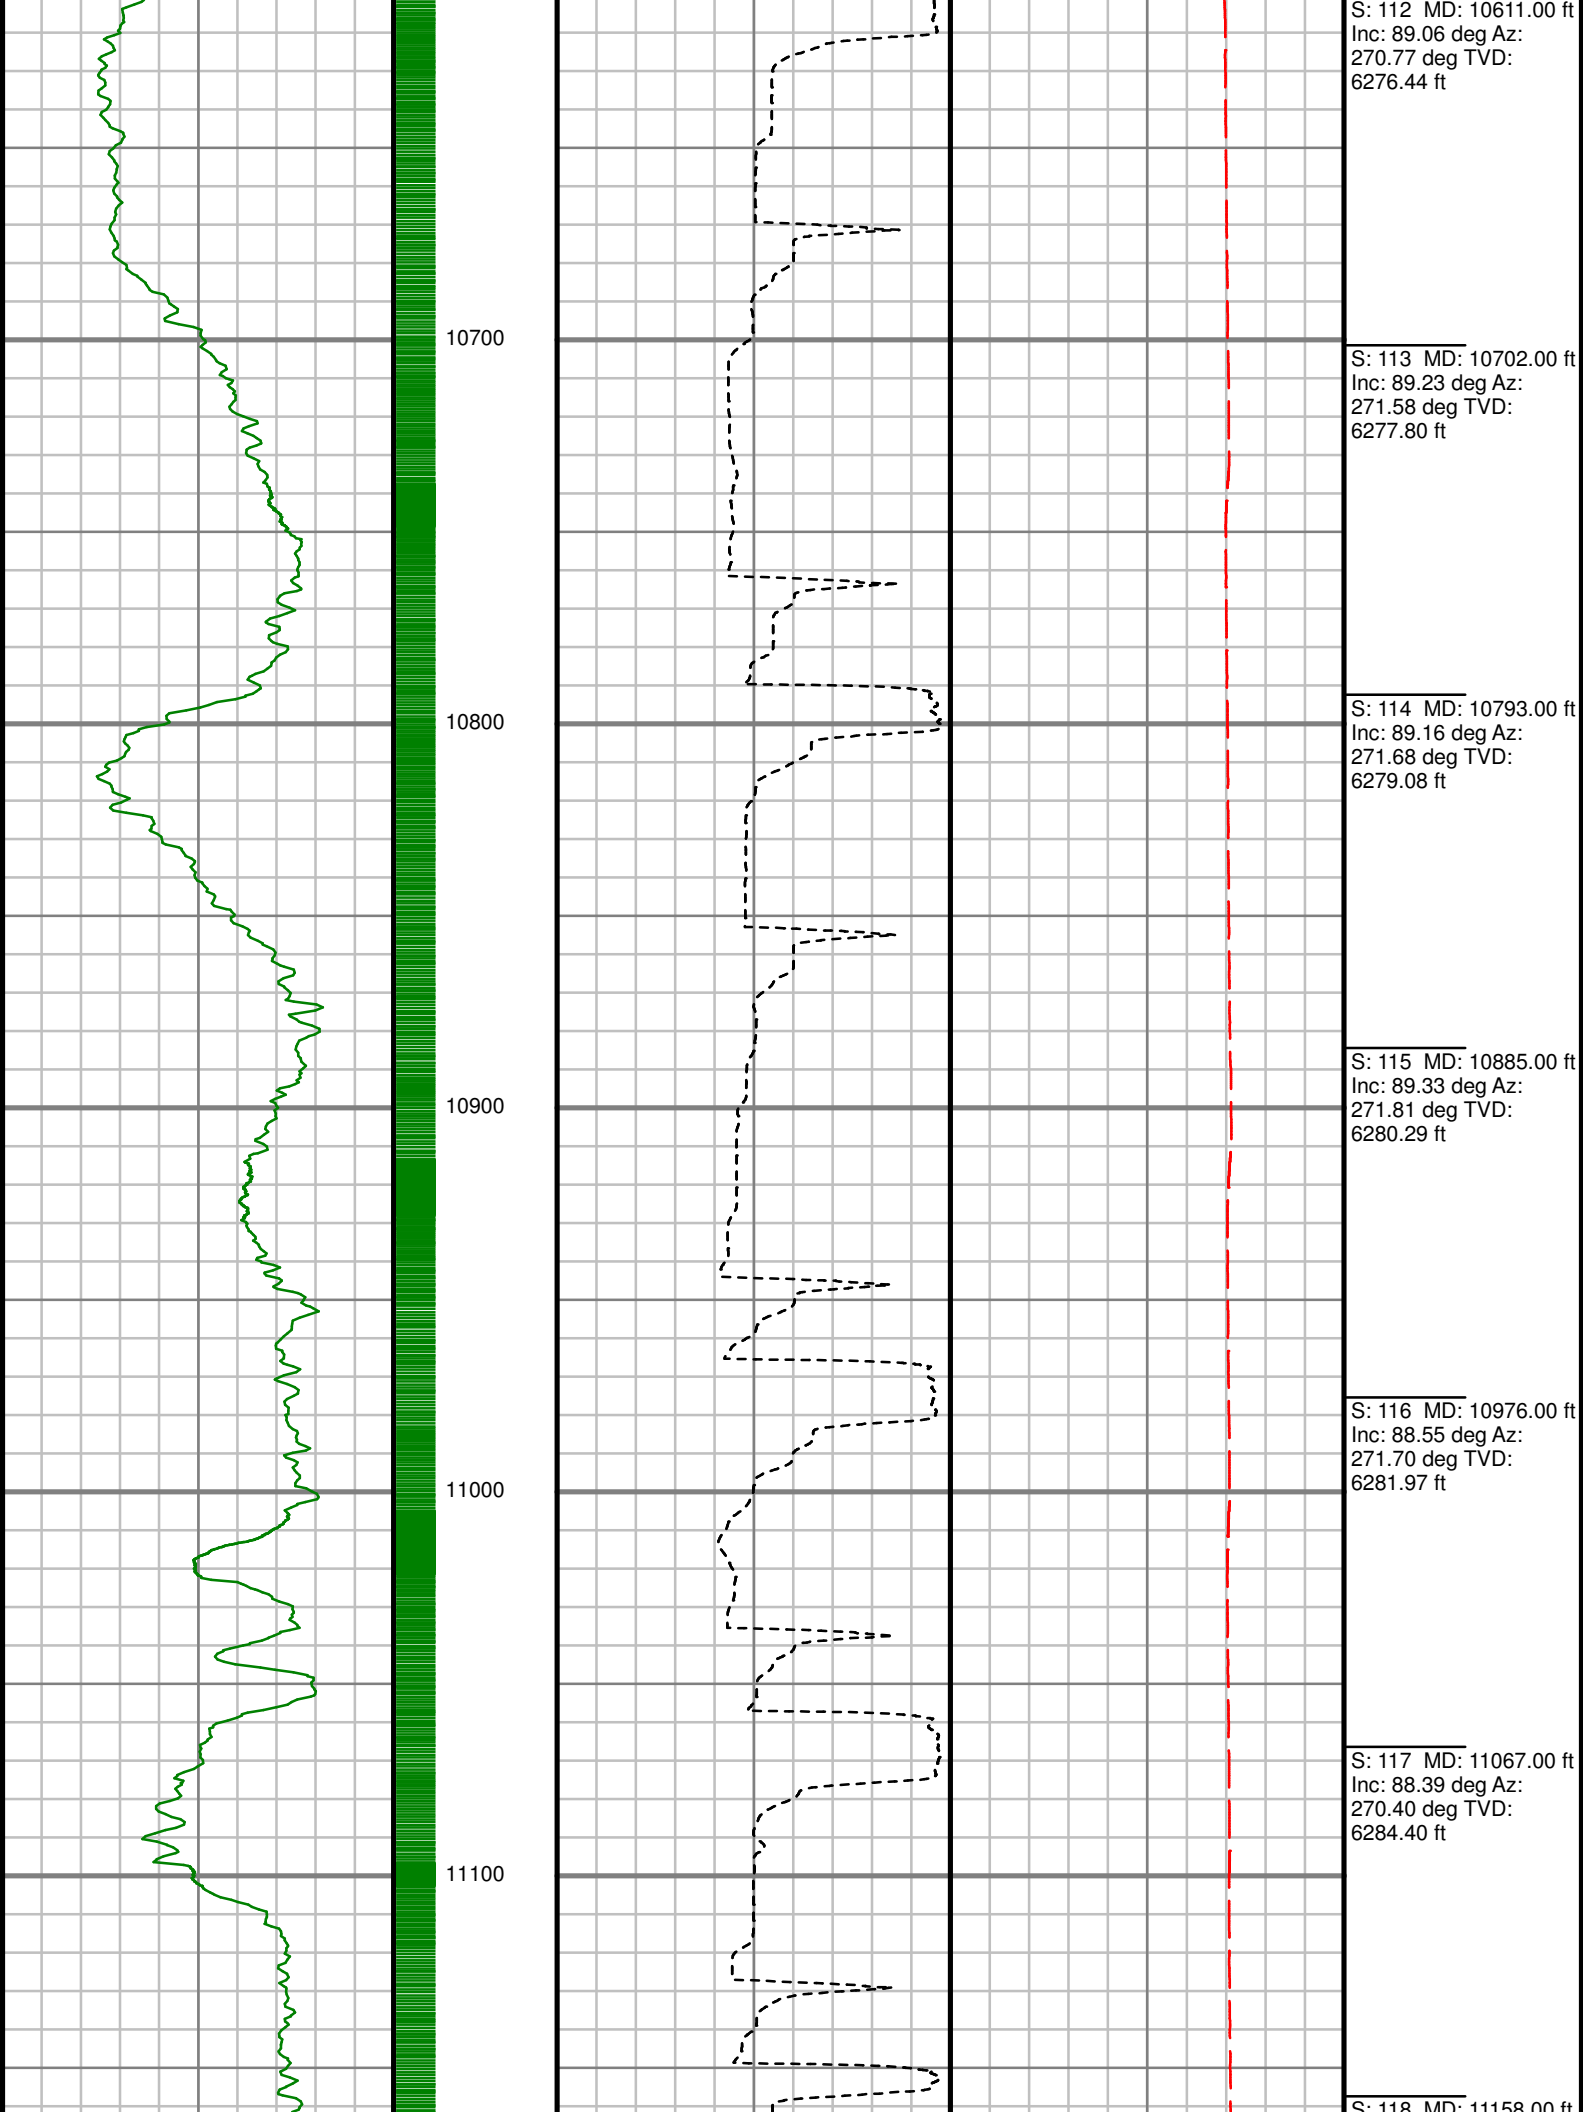 S: 112 MD: 10611.00 ft
Inc: 89.06 deg Az:
270.77 deg TVD:
6276.44 ft
10700
S: 113 MD: 10702.00 ft
Inc: 89.23 deg Az:
271.58 deg TVD:
6277.80 ft
10800
S: 114 MD: 10793.00 ft
Inc: 89.16 deg Az:
271.68 deg TVD:
6279.08 ft
10900
S: 115 MD: 10885.00 ft
Inc: 89.33 deg Az:
271.81 deg TVD:
6280.29 ft
11000
S: 116 MD: 10976.00 ft
Inc: 88.55 deg Az:
271.70 deg TVD:
6281.97 ft
11100
S: 117 MD: 11067.00 ft
Inc: 88.39 deg Az:
270.40 deg TVD:
6284.40 ft
S: 118 MD: 11158.00 ft